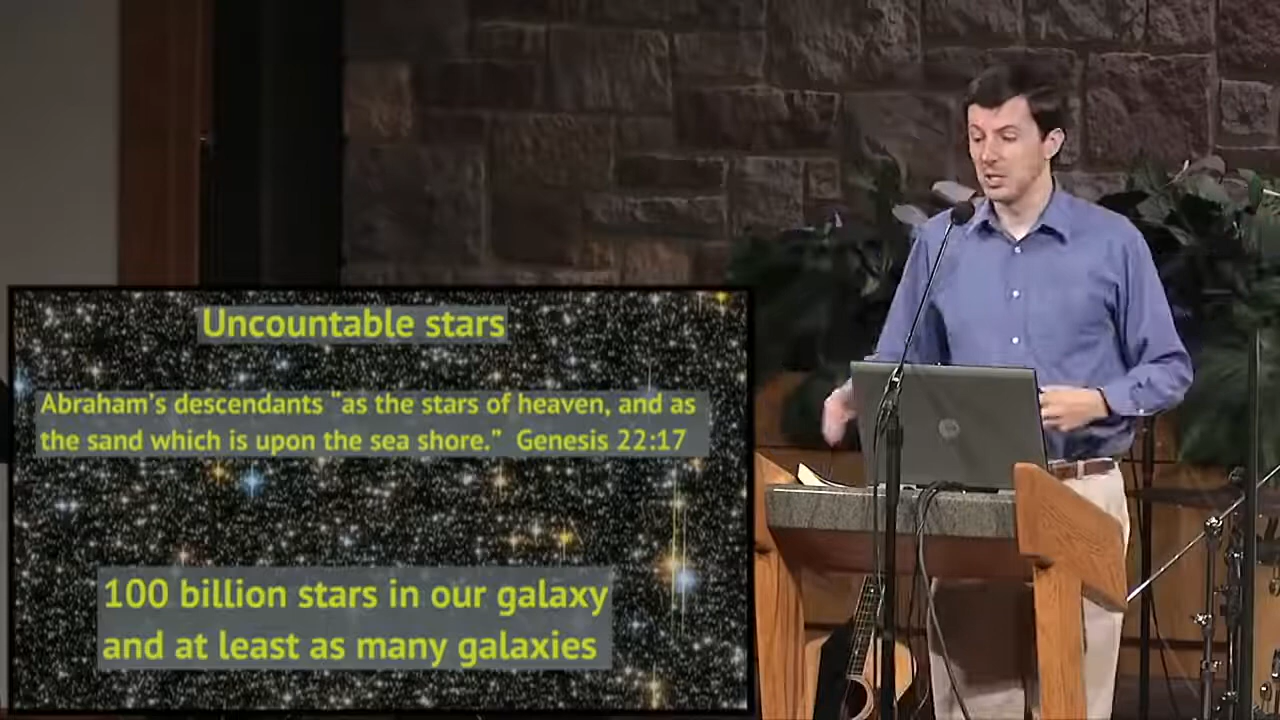 Uncountable stars
Abraham's descendants "as the stars of heaven, and as
the sand which is upon the sea shore." Genesis 22:17
100 billion stars in our galaxy
and at least as many galaxies